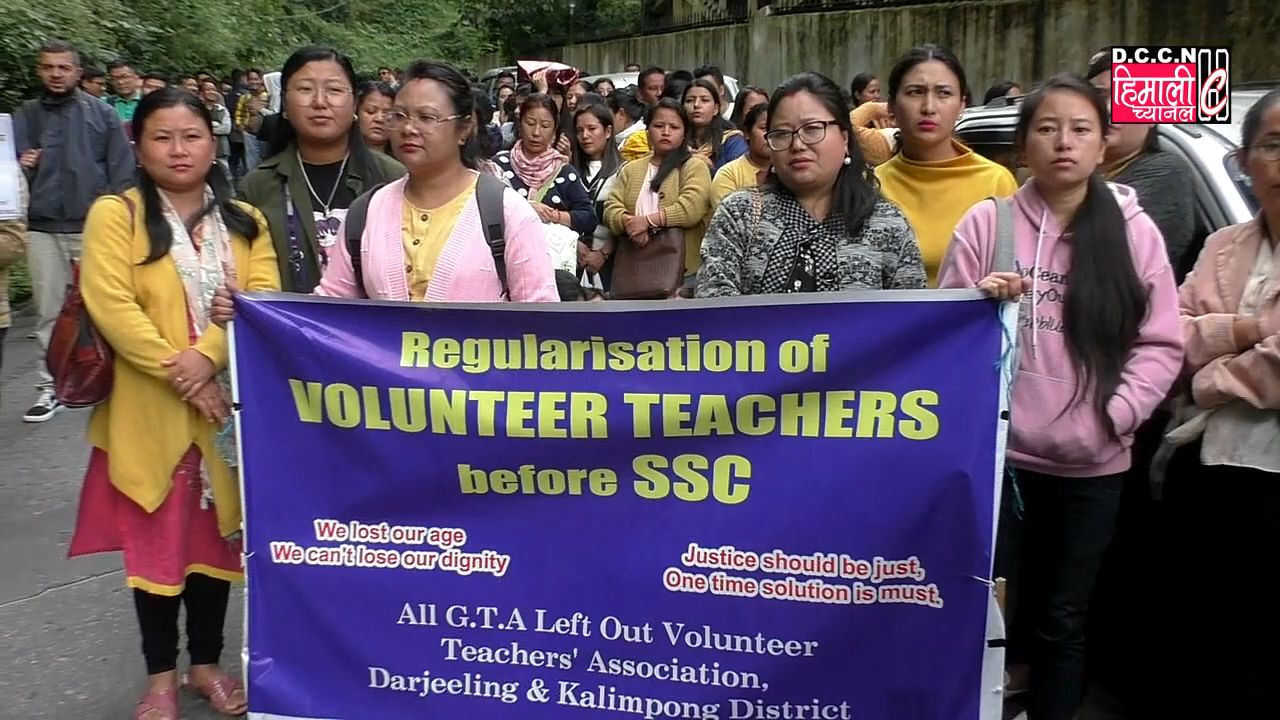 D.C.C.N
हिमाली
च्यानल
Regularisation of
VOLUNTEER TEACHERS
before SSC
We lost our age
We can't lose our dignity
Justice should be just,
One time solution is must.
All G.T.A Left Out Volunteer
Teachers' Association,
Darjeeling & Kalimpong District